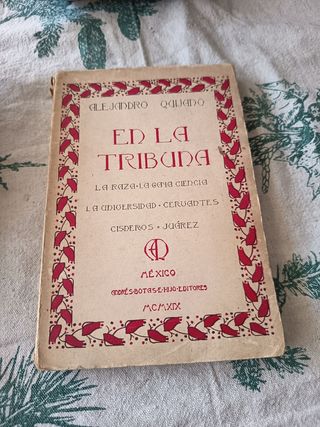 ALEJANDRO QUIJANO
EN LA
TRIBUNA
LA RAZA · LA GAYA CIENCIA
LA UNIVERSIDAD · CERVANTES
CISNEROS · JUÁREZ
MÉXICO
ANDRÉS BOTAS E HIJO EDITORES
MCMXIX